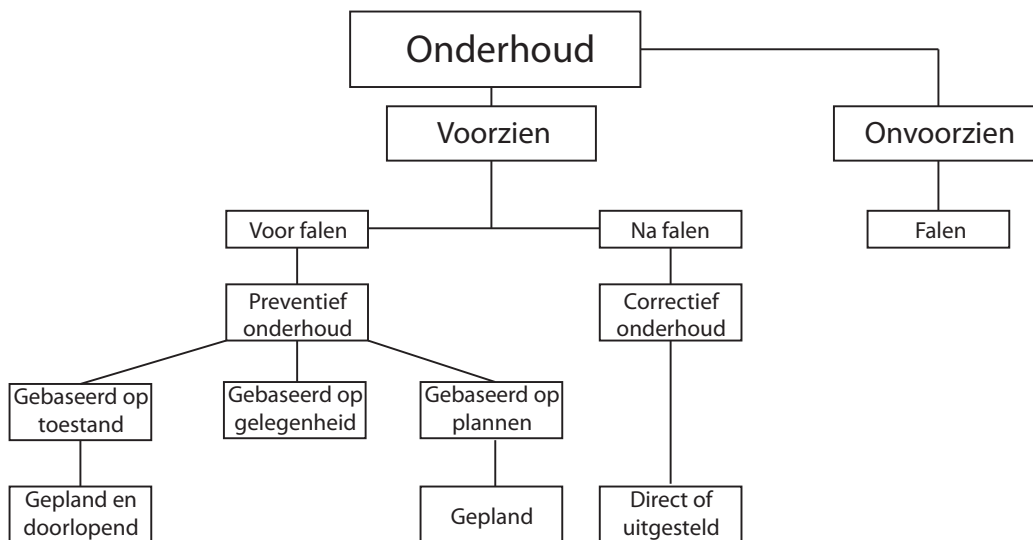 Onderhoud
Voorzien
Onvoorzien
Voor falen
Na falen
Falen
Preventief
onderhoud
Correctief
onderhoud
Gebaseerd op
toestand
Gebaseerd op
gelegenheid
Gebaseerd op
plannen
Gepland en
doorlopend
Gepland
Direct of
uitgesteld